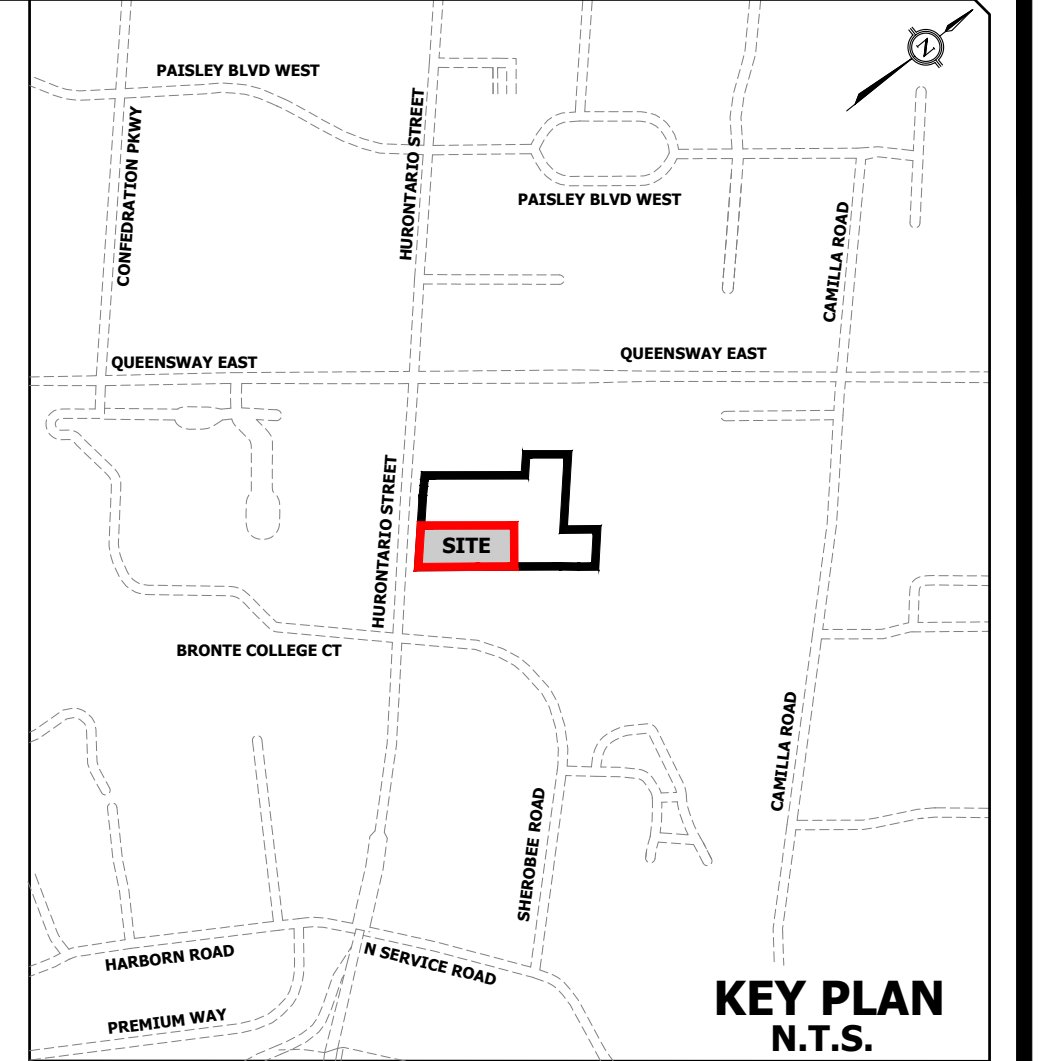 N
PAISLEY BLVD WEST
CONFEDRATION PKWY
HURONTARIO STREET
PAISLEY BLVD WEST
CAMILLA ROAD
QUEENSWAY EAST
QUEENSWAY EAST
HURONTARIO STREET
SITE
BRONTE COLLEGE CT
CAMILLA ROAD
SHEROBEE ROAD
HARBORN ROAD
N SERVICE ROAD
PREMIUM WAY
KEY PLAN
N.T.S.